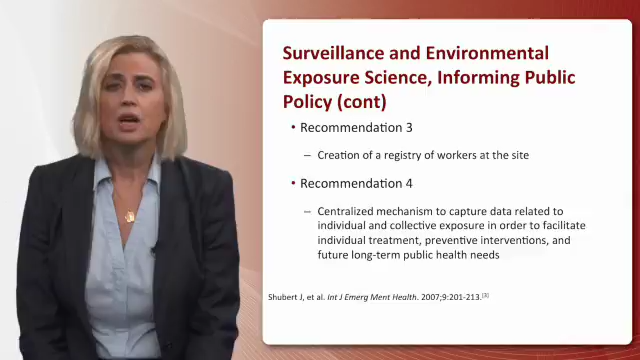 Surveillance and Environmental
Exposure Science, Informing Public
Policy (cont)
• Recommendation 3
– Creation of a registry of workers at the site
• Recommendation 4
– Centralized mechanism to capture data related to
individual and collective exposure in order to facilitate
individual treatment, preventive interventions, and
future long-term public health needs
Shubert J, et al. Int J Emerg Ment Health. 2007;9:201-213.[3]